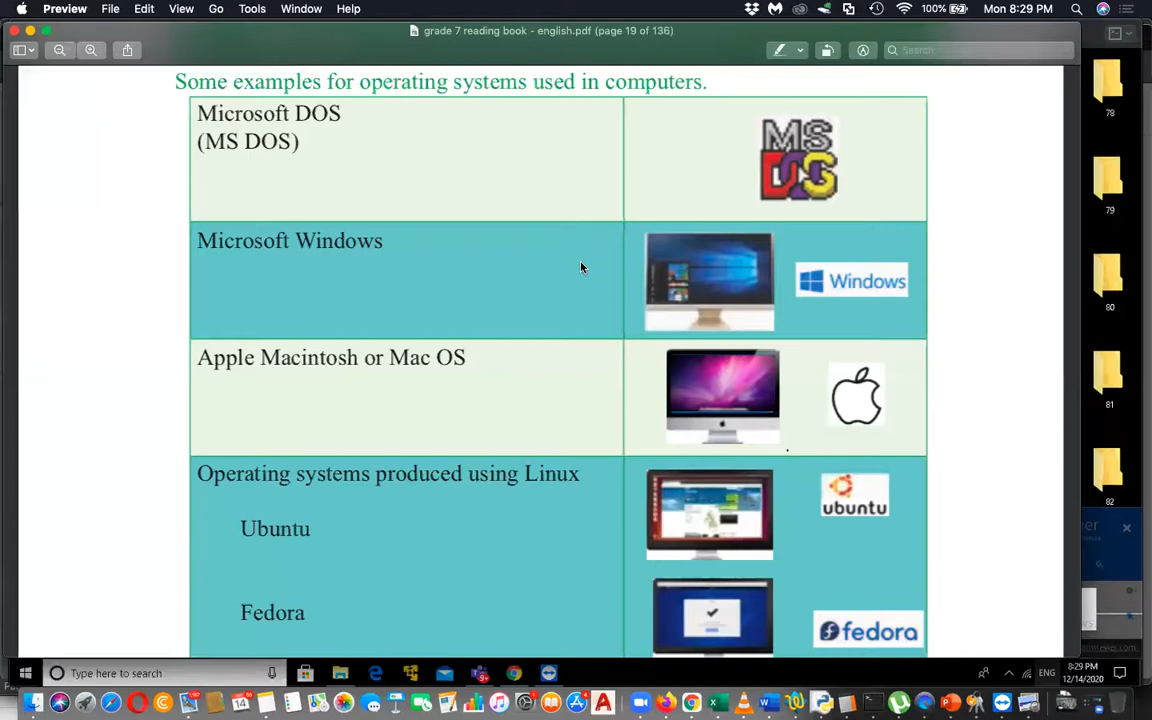 Preview File Edit View Go Tools Window Help
100% Mon 8:29 PM
grade 7 reading book - english.pdf (page 19 of 136)
Search
Some examples for operating systems used in computers.
Microsoft DOS
(MS DOS)
MS
DOS
Microsoft Windows
Windows
Apple Macintosh or Mac OS
Operating systems produced using Linux
ubuntu
Ubuntu
Fedora
fedora
78
79
80
81
82
Type here to search
ENG
8:29 PM
12/14/2020